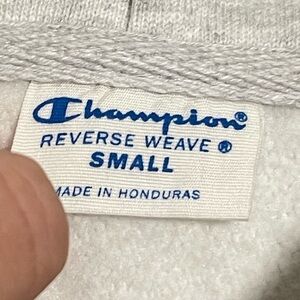 Champion®
REVERSE WEAVE ®
SMALL
MADE IN HONDURAS